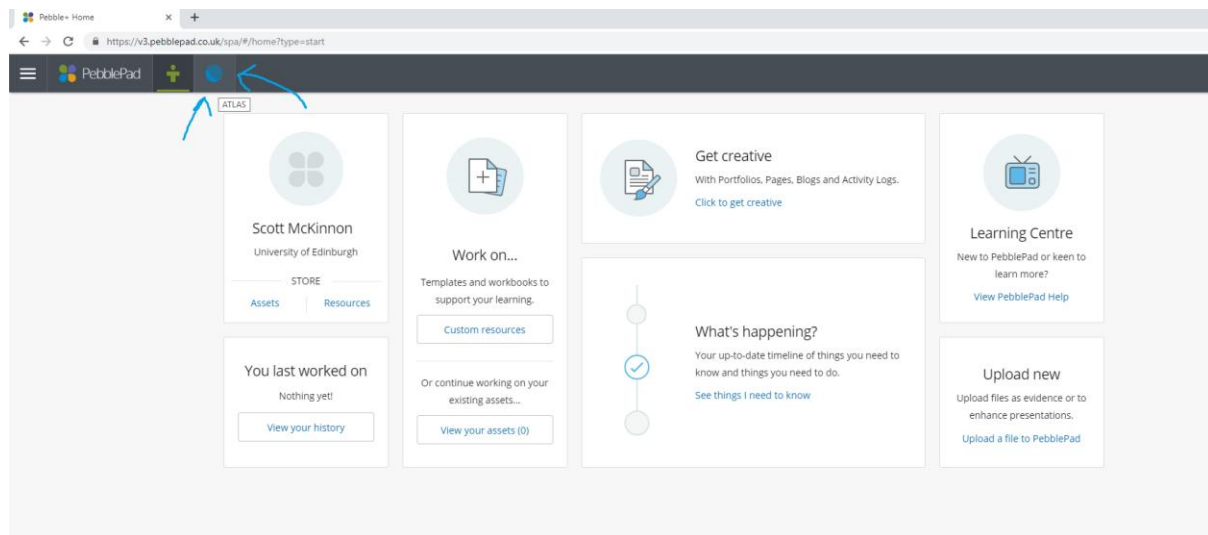 Pebble+ Home
https://v3.pebblepad.co.uk/spa/#/home?type=start
PebblePad
ATLAS
Scott McKinnon
University of Edinburgh
STORE
Assets
Resources
You last worked on
Nothing yet!
View your history
Work on...
Templates and workbooks to
support your learning.
Custom resources
Or continue working on your
existing assets...
View your assets (0)
Get creative
With Portfolios, Pages, Blogs and Activity Logs.
Click to get creative
What's happening?
Your up-to-date timeline of things you need to
know and things you need to do.
See things I need to know
Learning Centre
New to PebblePad or keen to
learn more?
View PebblePad Help
Upload new
Upload files as evidence or to
enhance presentations.
Upload a file to PebblePad